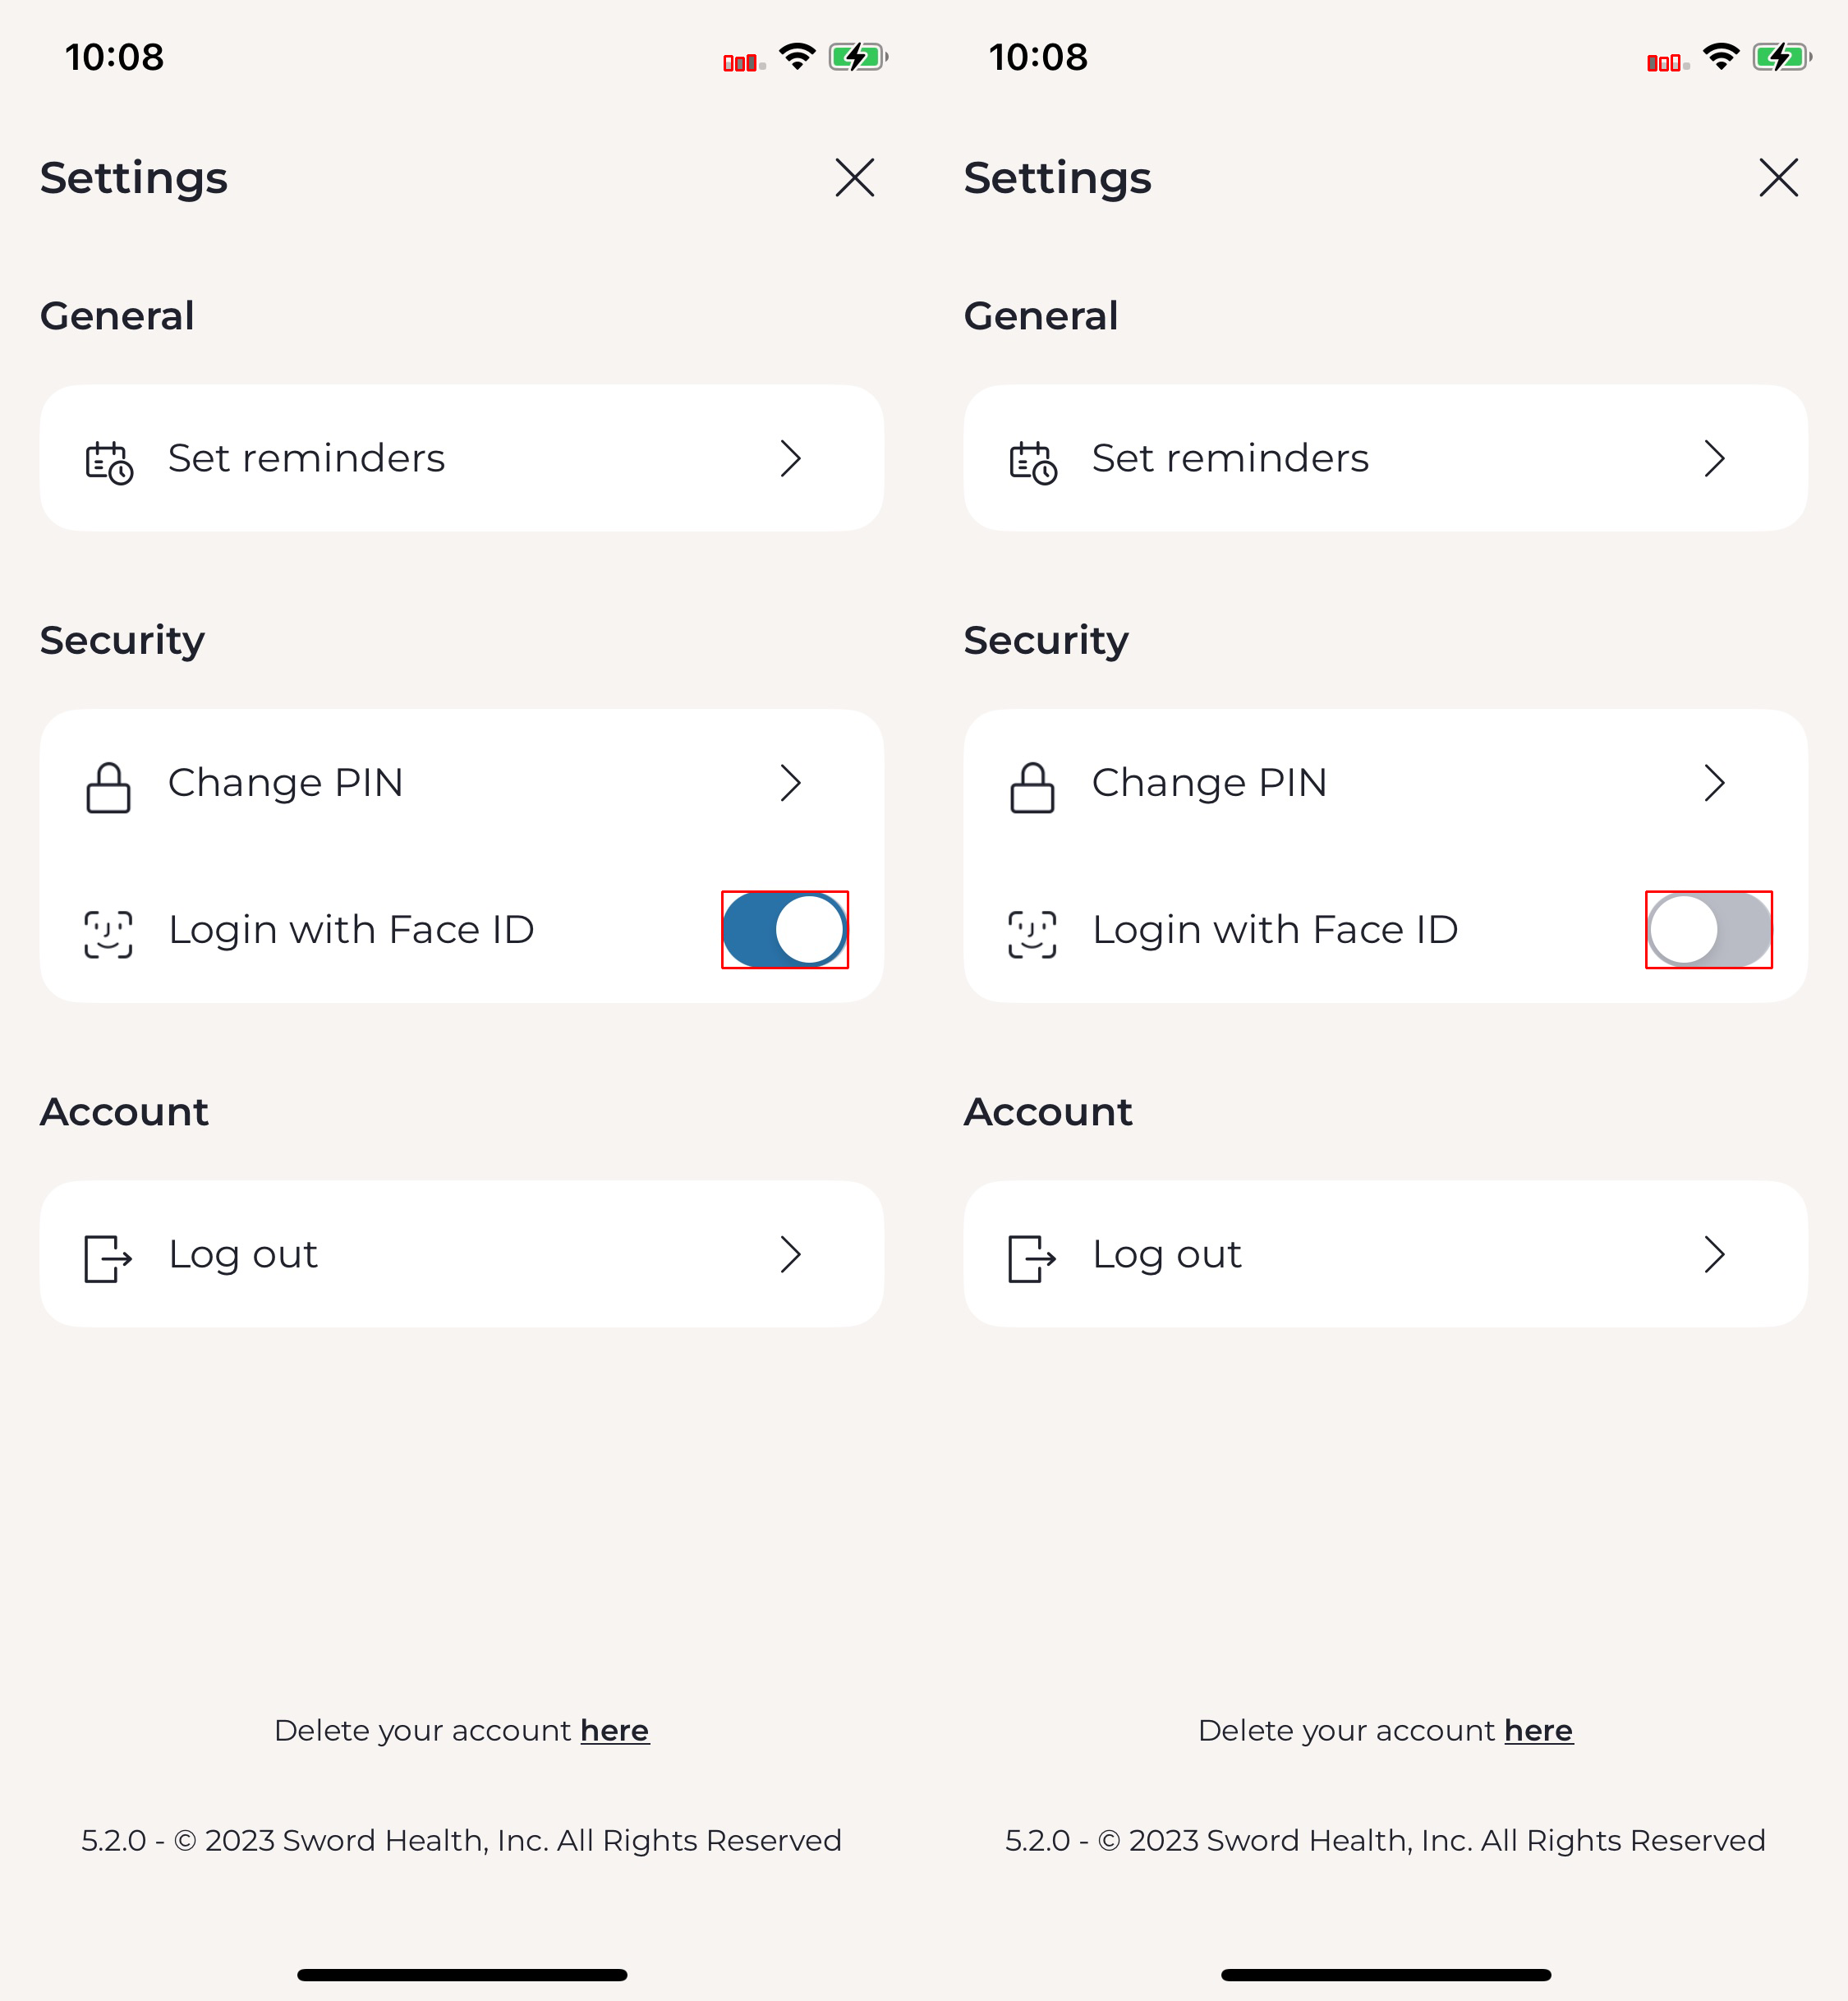 10:08
Settings
General
Set reminders
Security
Change PIN
Login with Face ID
Account
Log out
Delete your account here
5.2.0 - © 2023 Sword Health, Inc. All Rights Reserved
10:08
Settings
General
Set reminders
Security
Change PIN
Login with Face ID
Account
Log out
Delete your account here
5.2.0 - © 2023 Sword Health, Inc. All Rights Reserved